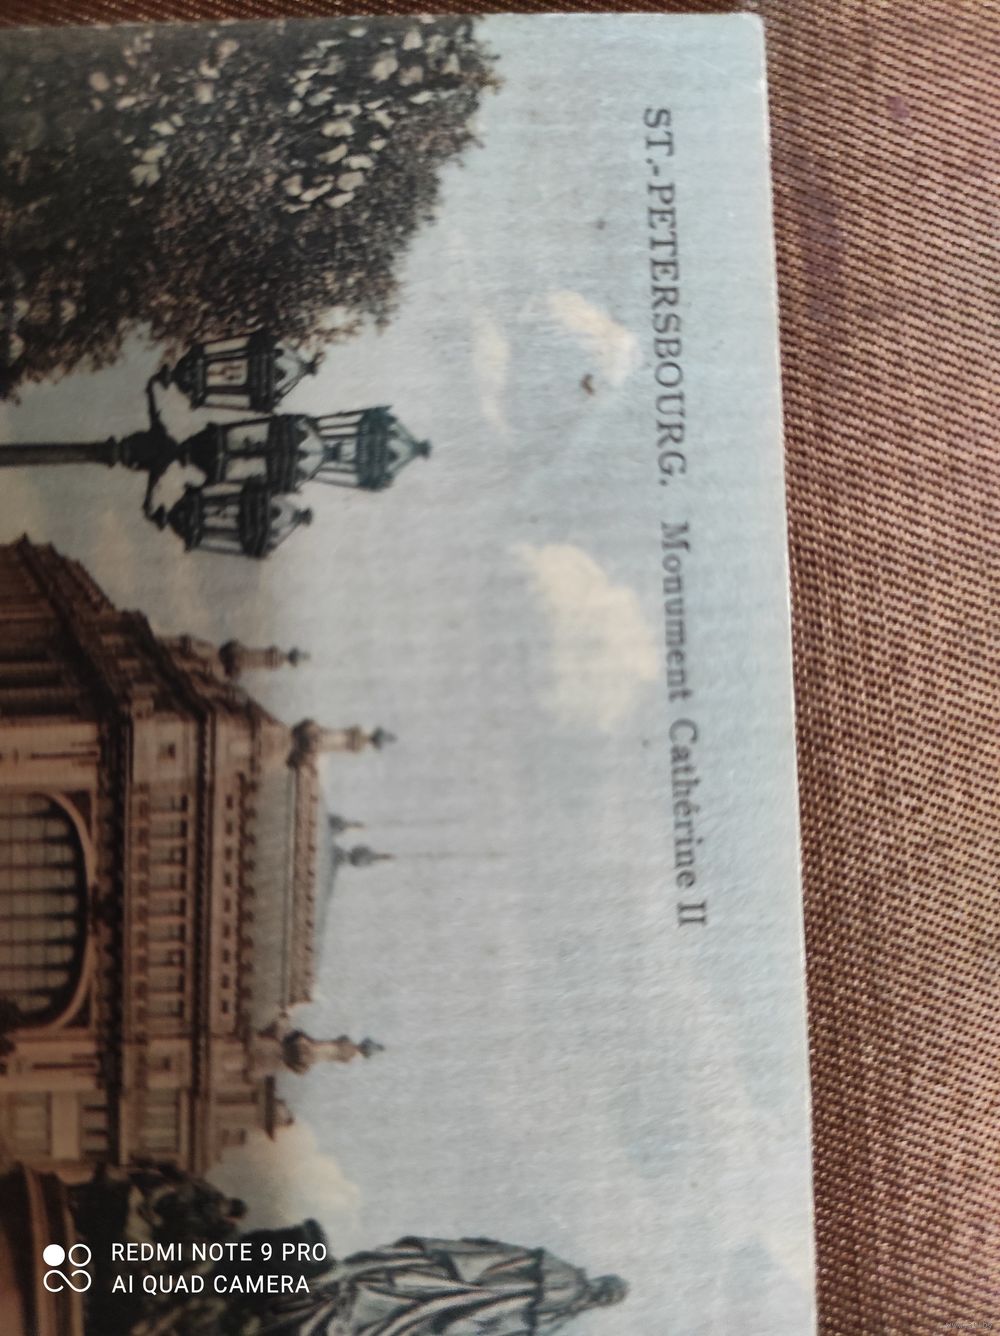 ST.-PETERSBOURG. Monument Cathérine II
REDMI NOTE 9 PRO
AI QUAD CAMERA